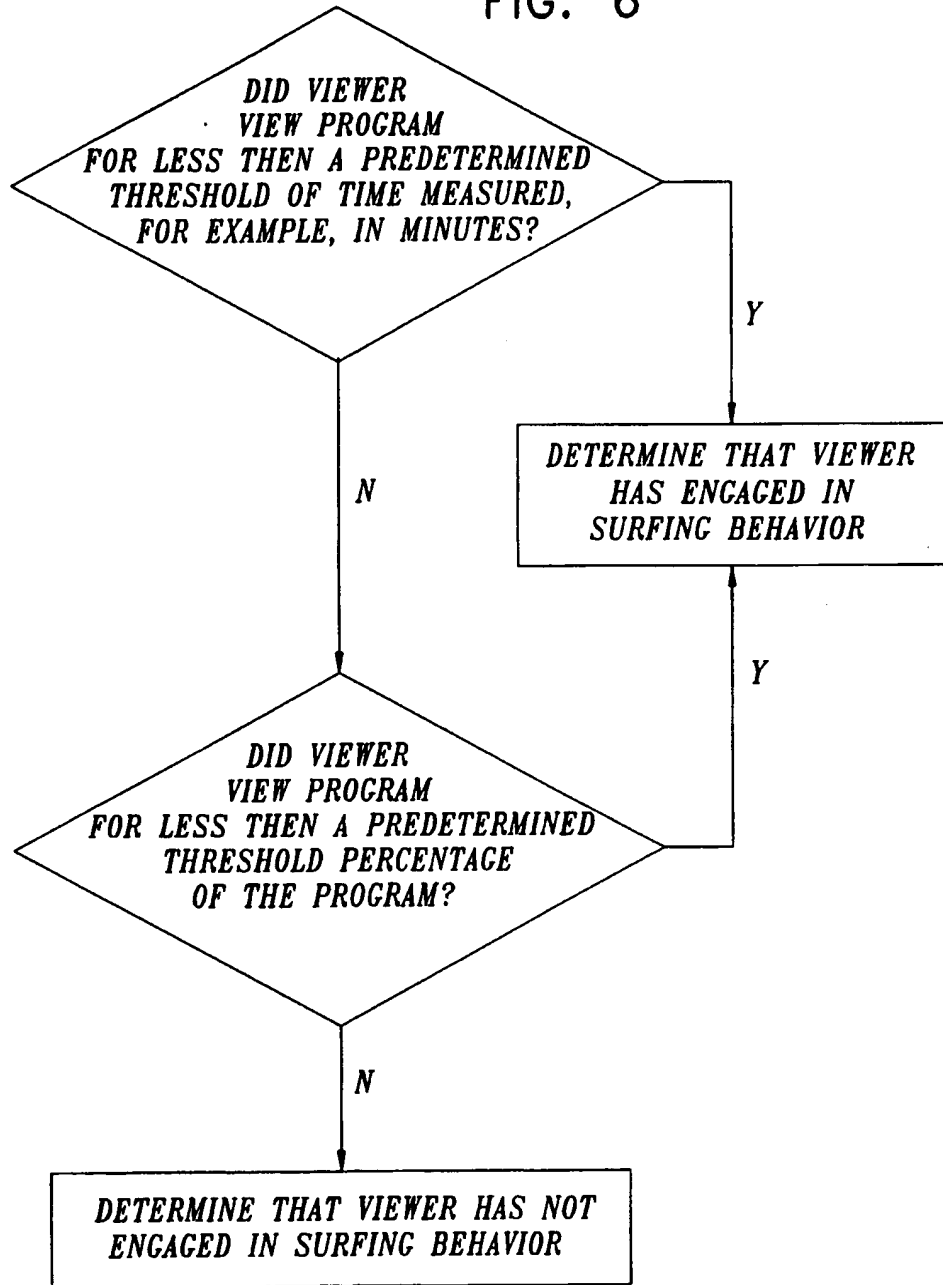 FIG. 6
DID VIEWER
VIEW PROGRAM
FOR LESS THEN A PREDETERMINED
THRESHOLD OF TIME MEASURED,
FOR EXAMPLE, IN MINUTES?
Y
N
DETERMINE THAT VIEWER
HAS ENGAGED IN
SURFING BEHAVIOR
Y
DID VIEWER
VIEW PROGRAM
FOR LESS THEN A PREDETERMINED
THRESHOLD PERCENTAGE
OF THE PROGRAM?
N
DETERMINE THAT VIEWER HAS NOT
ENGAGED IN SURFING BEHAVIOR